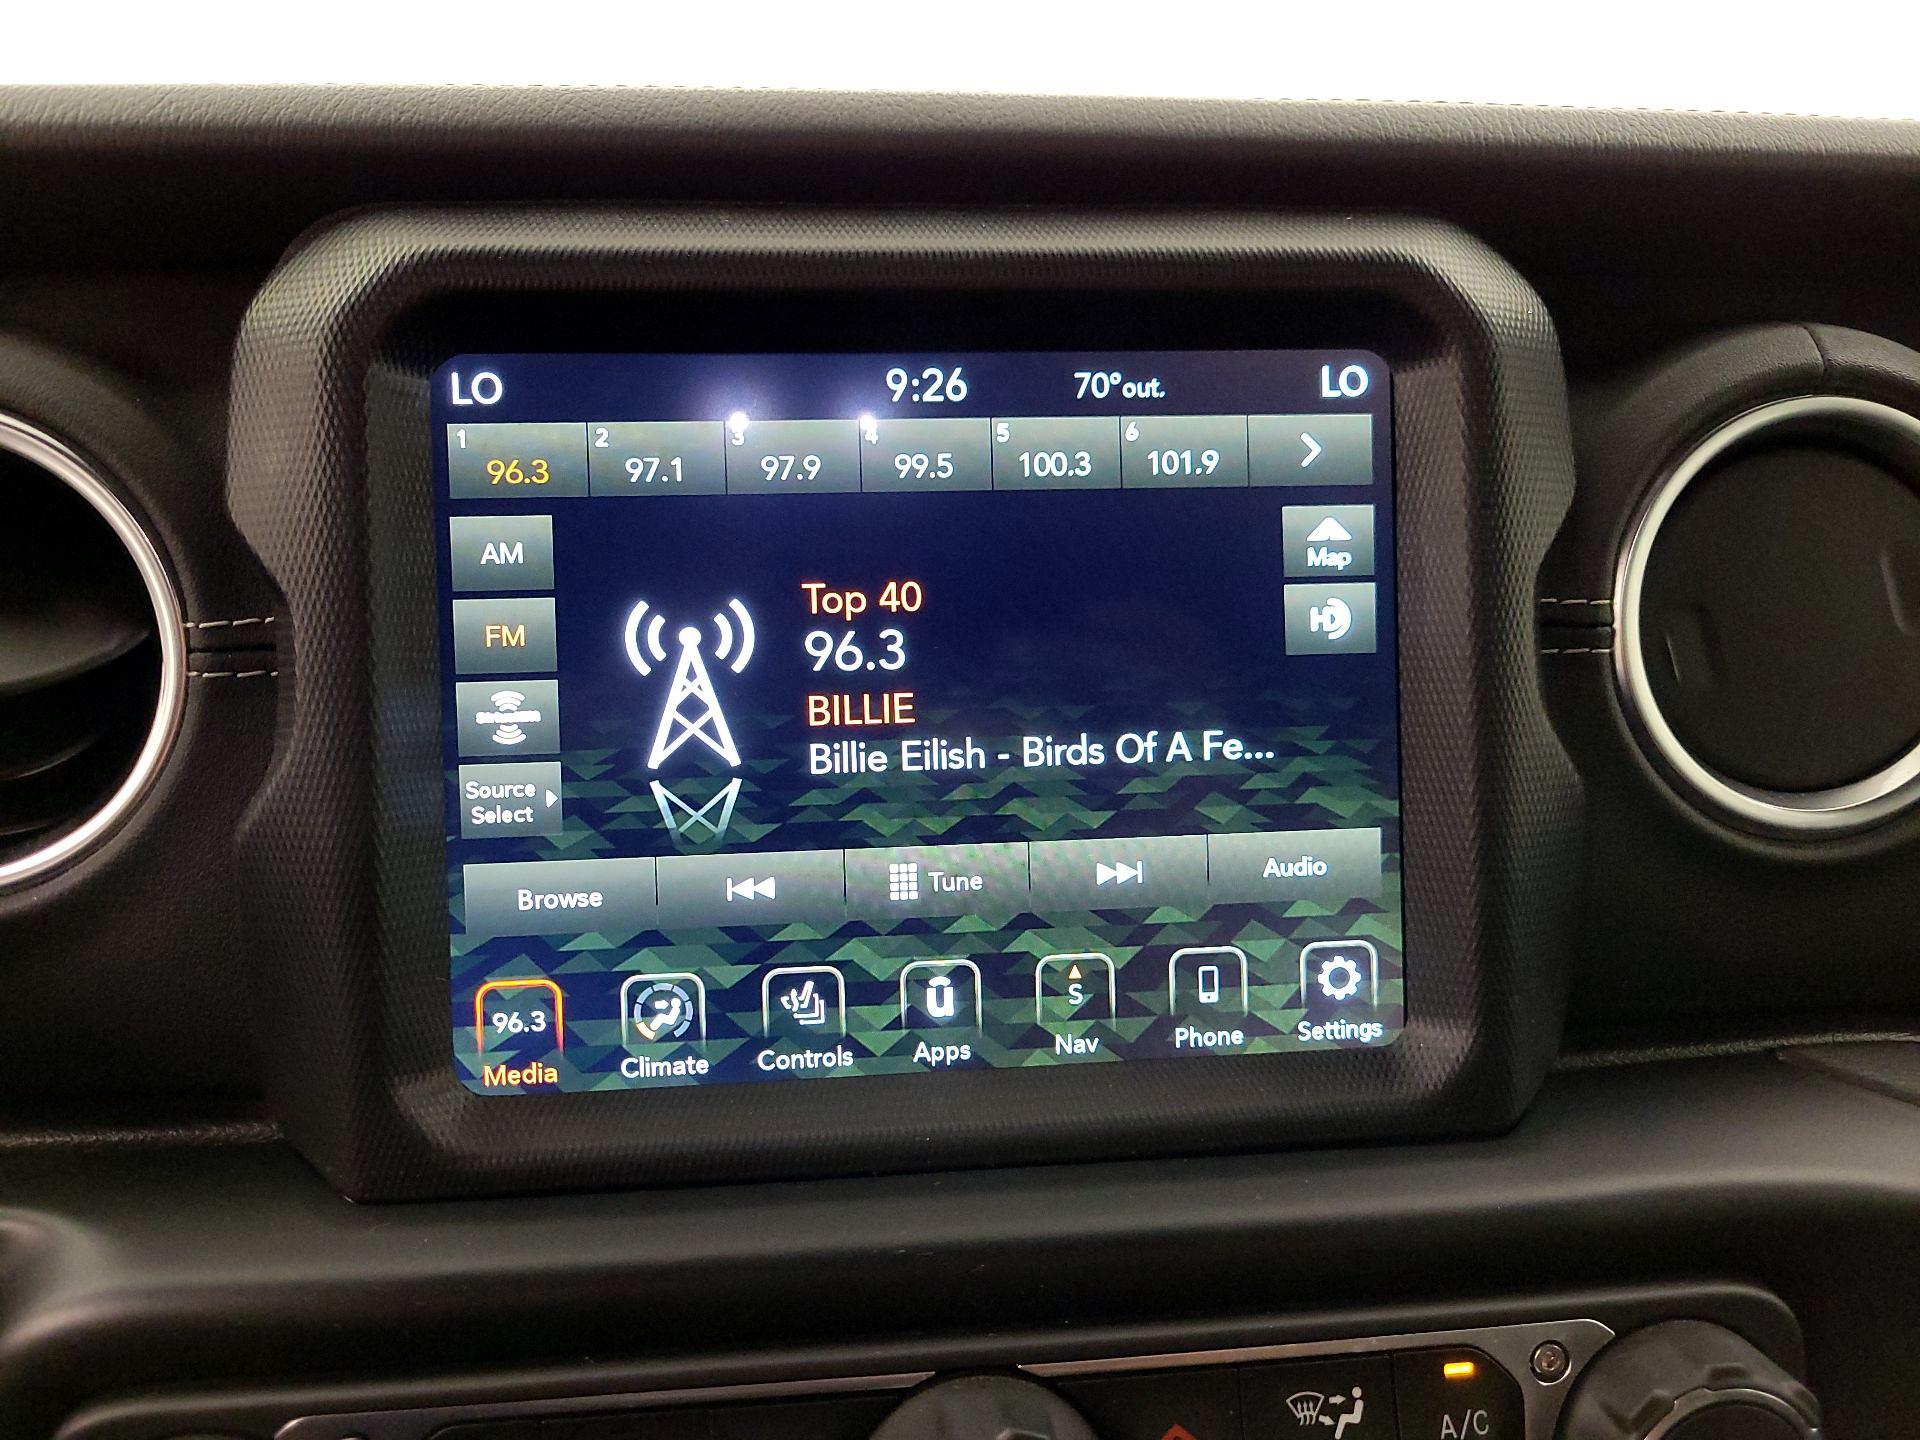 LO 9:26 70° out. LO
1 2 3 4 5 6
96.3 97.1 97.9 99.5 100.3 101.9
AM
Map
FM
HD
Top 40
96.3
BILLIE
Billie Eilish - Birds Of A Fe...
Source
Select
Browse Tune Audio
96.3 S
Media Climate Controls Apps Nav Phone Settings
A/C